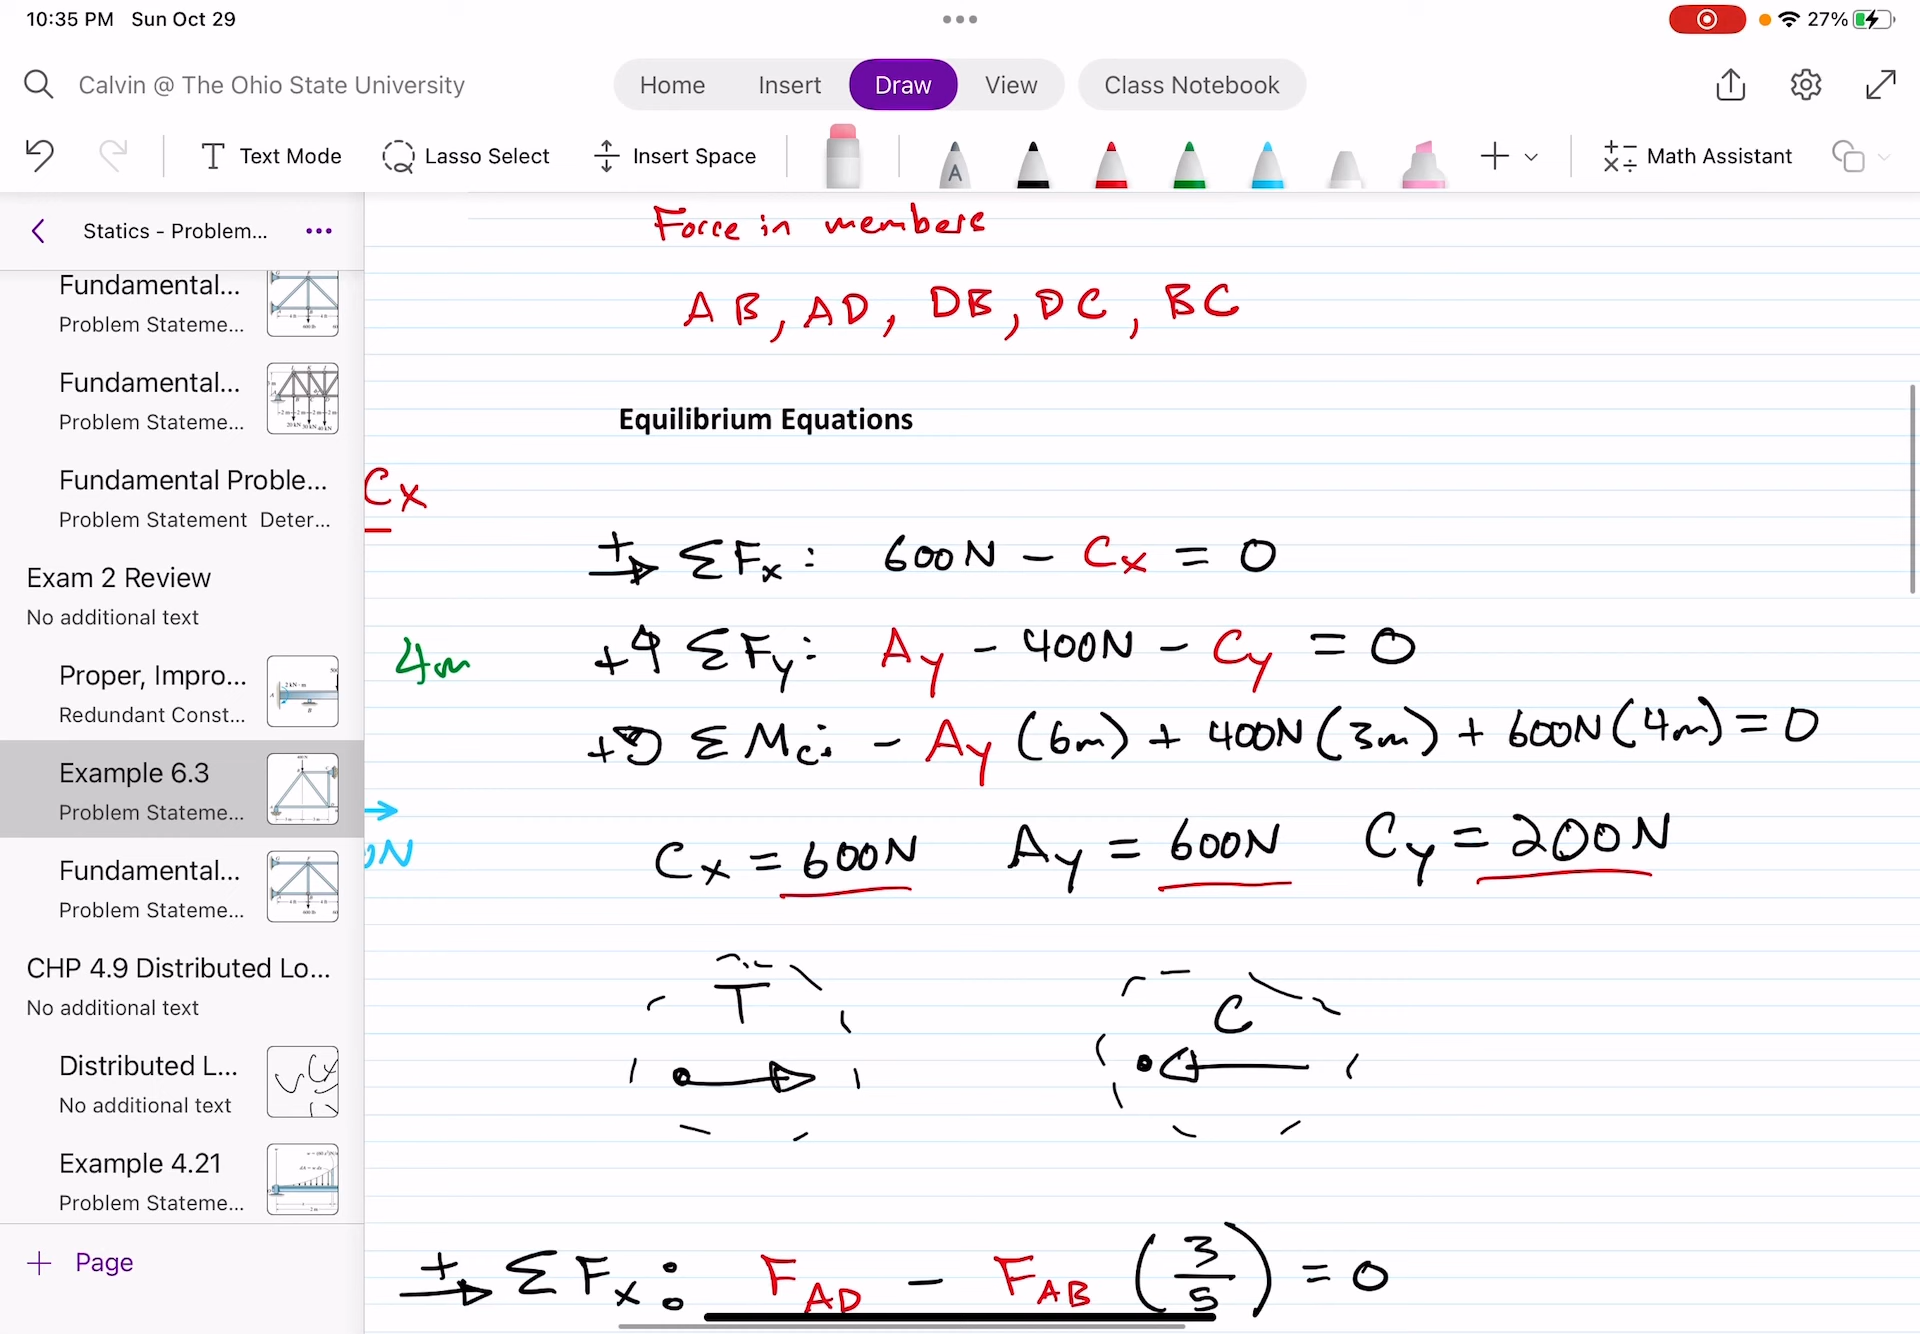 10:35 PM Sun Oct 29
27%
Calvin @ The Ohio State University
Home Insert Draw View Class Notebook
Text Mode Lasso Select Insert Space A Math Assistant
Statics - Problem...
Fundamental...
Problem Stateme...
Fundamental...
Problem Stateme...
Fundamental Proble...
Problem Statement Deter...
Exam 2 Review
No additional text
Proper, Impro...
Redundant Const...
Example 6.3
Problem Stateme...
Fundamental...
Problem Stateme...
CHP 4.9 Distributed Lo...
No additional text
Distributed L...
No additional text
Example 4.21
Problem Stateme...
+ Page
Force in members
AB, AD, DB, DC, BC
Equilibrium Equations
Cx
+→ ΣFx: 600N - Cx = 0
4m
+↑ ΣFy: Ay - 400N - Cy = 0
+↺ ΣMc: - Ay (6m) + 400N (3m) + 600N (4m) = 0
0N
Cx = 600N Ay = 600N Cy = 200N
T C
+→ ΣFx: F_AD - F_AB (3/5) = 0